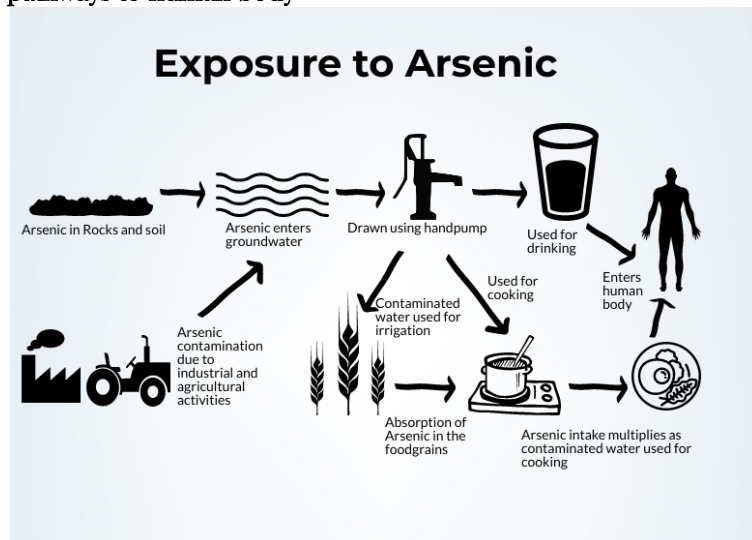 pathways to human body
Exposure to Arsenic
Arsenic in Rocks and soil
Arsenic enters
groundwater
Drawn using handpump
Used for
drinking
Enters
human
body
Used for
cooking
Contaminated
water used for
irrigation
Arsenic
contamination
due to
industrial and
agricultural
activities
Absorption of
Arsenic in the
foodgrains
Arsenic intake multiplies as
contaminated water used for
cooking